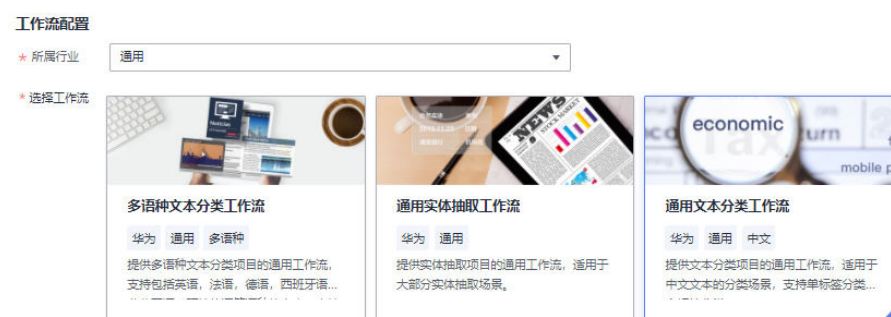 工作流配置
* 所属行业
通用
* 选择工作流
NEWS
STOCK MARKET
economic
Tax
urn
mobile p
多语种文本分类工作流
通用实体抽取工作流
通用文本分类工作流
华为 通用 多语种
华为 通用
华为 通用 中文
提供多语种文本分类项目的通用工作流,
支持包括英语,法语,德语,西班牙语...
提供实体抽取项目的通用工作流,适用于
大部分实体抽取场景。
提供文本分类项目的通用工作流,适用于
中文文本的分类场景,支持单标签分类...